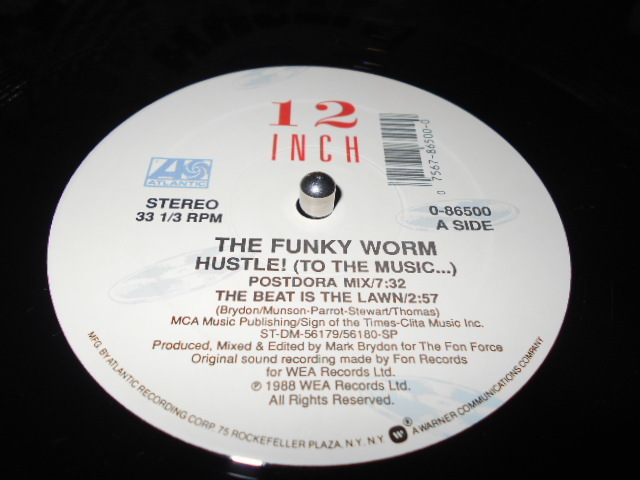 12
INCH
0 7567-86500-0
ATLANTIC
STEREO
33 1/3 RPM
0-86500
A SIDE
THE FUNKY WORM
HUSTLE! (TO THE MUSIC...)
POSTDORA MIX/7:32
THE BEAT IS THE LAWN/2:57
(Brydon/Munson-Parrot-Stewart/Thomas)
MCA Music Publishing/Sign of the Times-Clita Music Inc.
ST-DM-56179/56180-SP
Produced, Mixed & Edited by Mark Brydon for The Fon Force
Original sound recording made by Fon Records
for WEA Records Ltd.
℗ 1988 WEA Records Ltd.
All Rights Reserved.
MFG. BY ATLANTIC RECORDING CORP. 75 ROCKEFELLER PLAZA, N.Y. N.Y. ® A WARNER COMMUNICATIONS COMPANY